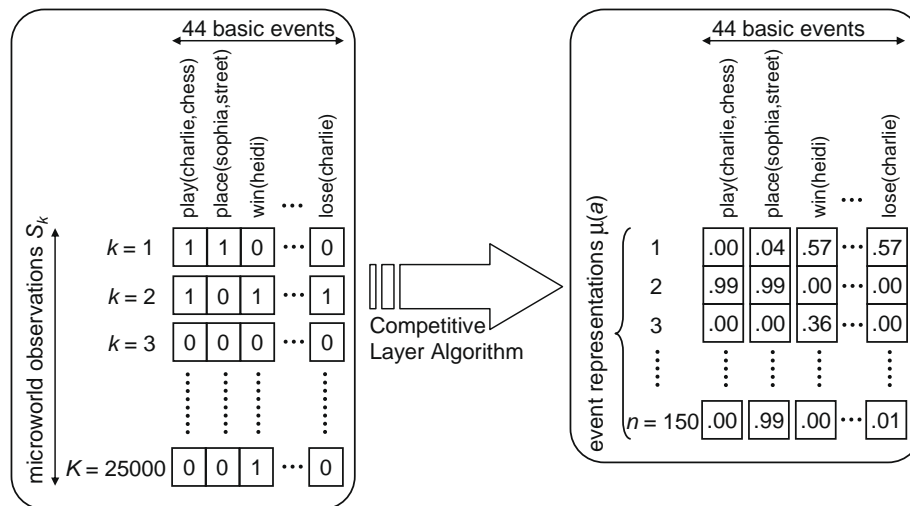 44 basic events
play(charlie,chess)
place(sophia,street)
win(heidi)
...
lose(charlie)
microworld observations S_k
k = 1 1 1 0 ... 0
k = 2 1 0 1 ... 1
k = 3 0 0 0 ... 0
K = 25000 0 0 1 ... 0
Competitive
Layer Algorithm
44 basic events
play(charlie,chess)
place(sophia,street)
win(heidi)
...
lose(charlie)
event representations µ(a)
1 .00 .04 .57 ... .57
2 .99 .99 .00 ... .00
3 .00 .00 .36 ... .00
n = 150 .00 .99 .00 ... .01